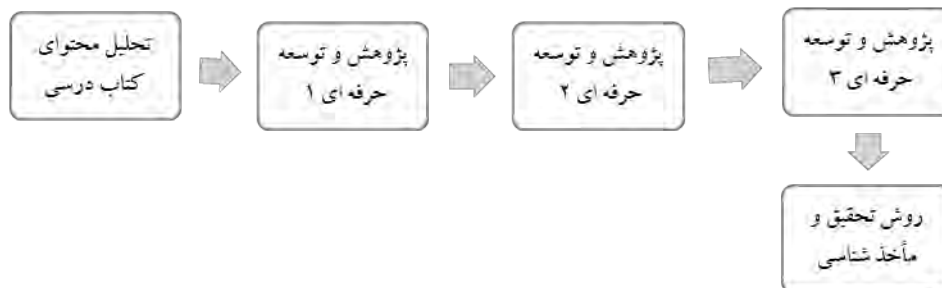 تحلیل محتوای
کتاب درسی
پژوهش و توسعه
حرفه ای ۱
پژوهش و توسعه
حرفه ای ۲
پژوهش و توسعه
حرفه ای ۳
روش تحقیق و
مأخذ شناسی